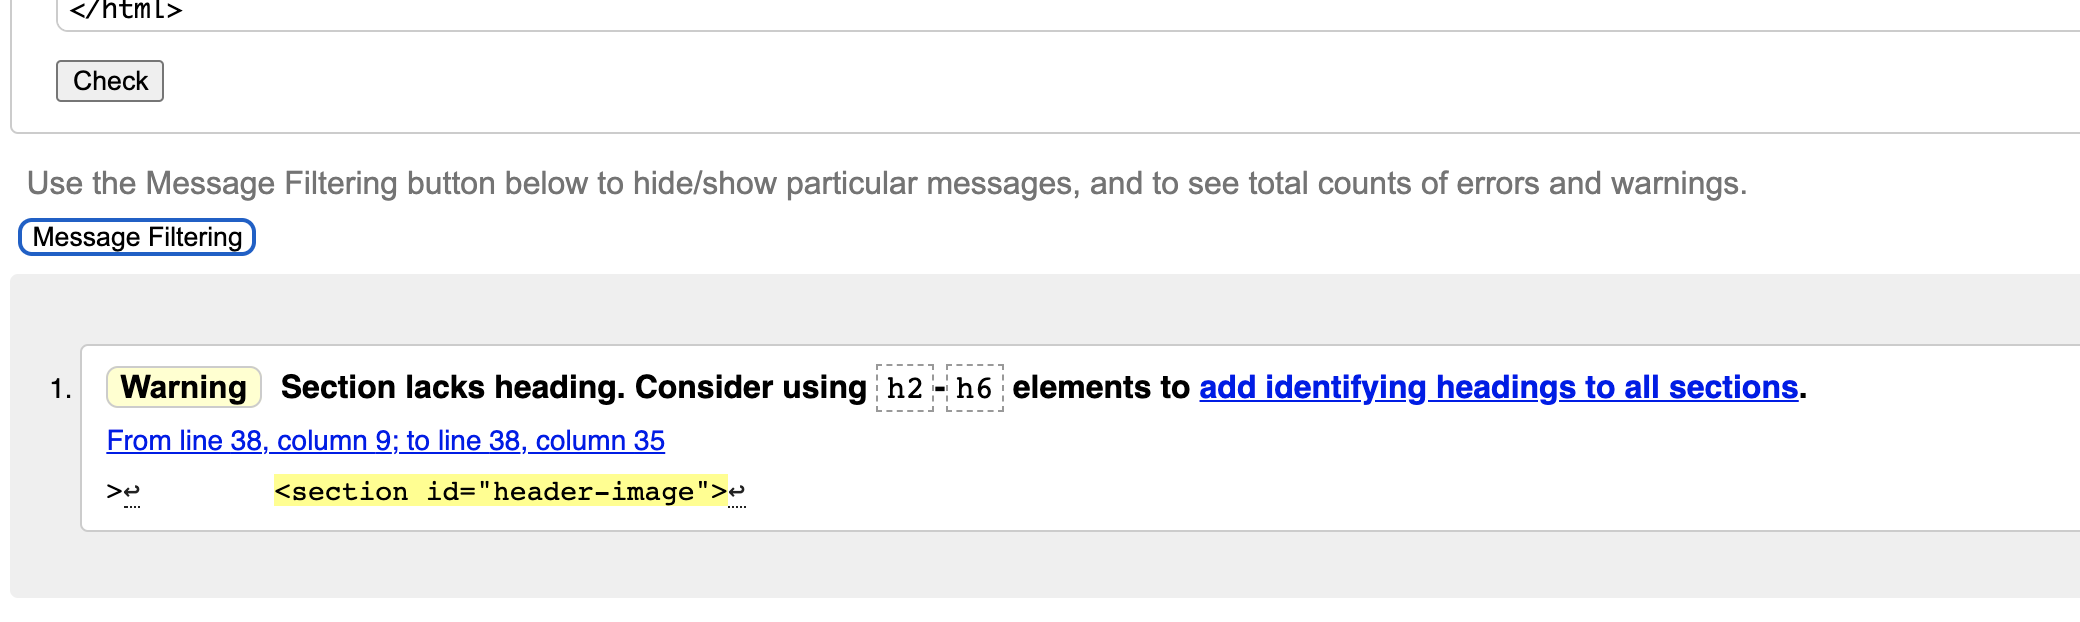 </html>
Check
Use the Message Filtering button below to hide/show particular messages, and to see total counts of errors and warnings.
Message Filtering
1. Warning Section lacks heading. Consider using h2-h6 elements to add identifying headings to all sections.
From line 38, column 9; to line 38, column 35
>↩ <section id="header-image">↩